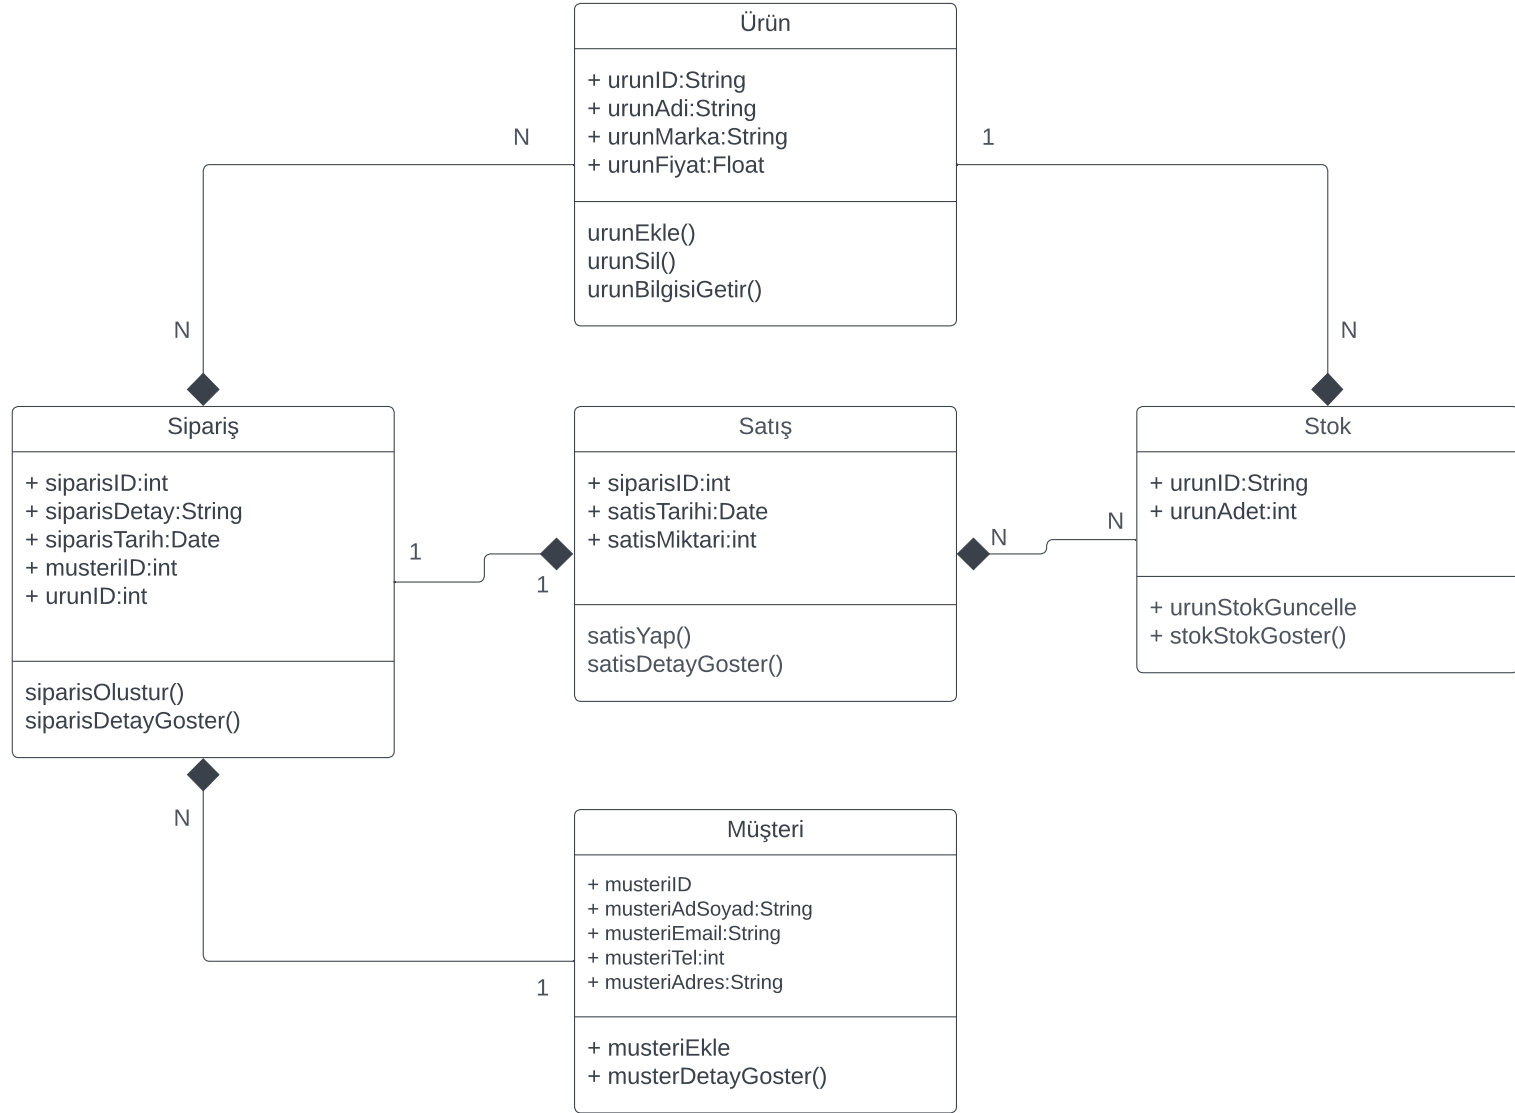 Ürün
+ urunID:String
+ urunAdi:String
+ urunMarka:String
+ urunFiyat:Float
urunEkle()
urunSil()
urunBilgisiGetir()
N
1
N
N
Sipariş
+ siparisID:int
+ siparisDetay:String
+ siparisTarih:Date
+ musteriID:int
+ urunID:int
siparisOlustur()
siparisDetayGoster()
1
1
Satış
+ siparisID:int
+ satisTarihi:Date
+ satisMiktari:int
satisYap()
satisDetayGoster()
N
N
Stok
+ urunID:String
+ urunAdet:int
+ urunStokGuncelle
+ stokStokGoster()
N
1
Müşteri
+ musteriID
+ musteriAdSoyad:String
+ musteriEmail:String
+ musteriTel:int
+ musteriAdres:String
+ musteriEkle
+ musterDetayGoster()